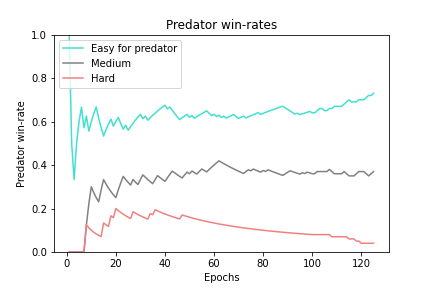 Predator win-rates
Easy for predator
Medium
Hard
Predator win-rate
1.0
0.8
0.6
0.4
0.2
0.0
0 20 40 60 80 100 120
Epochs